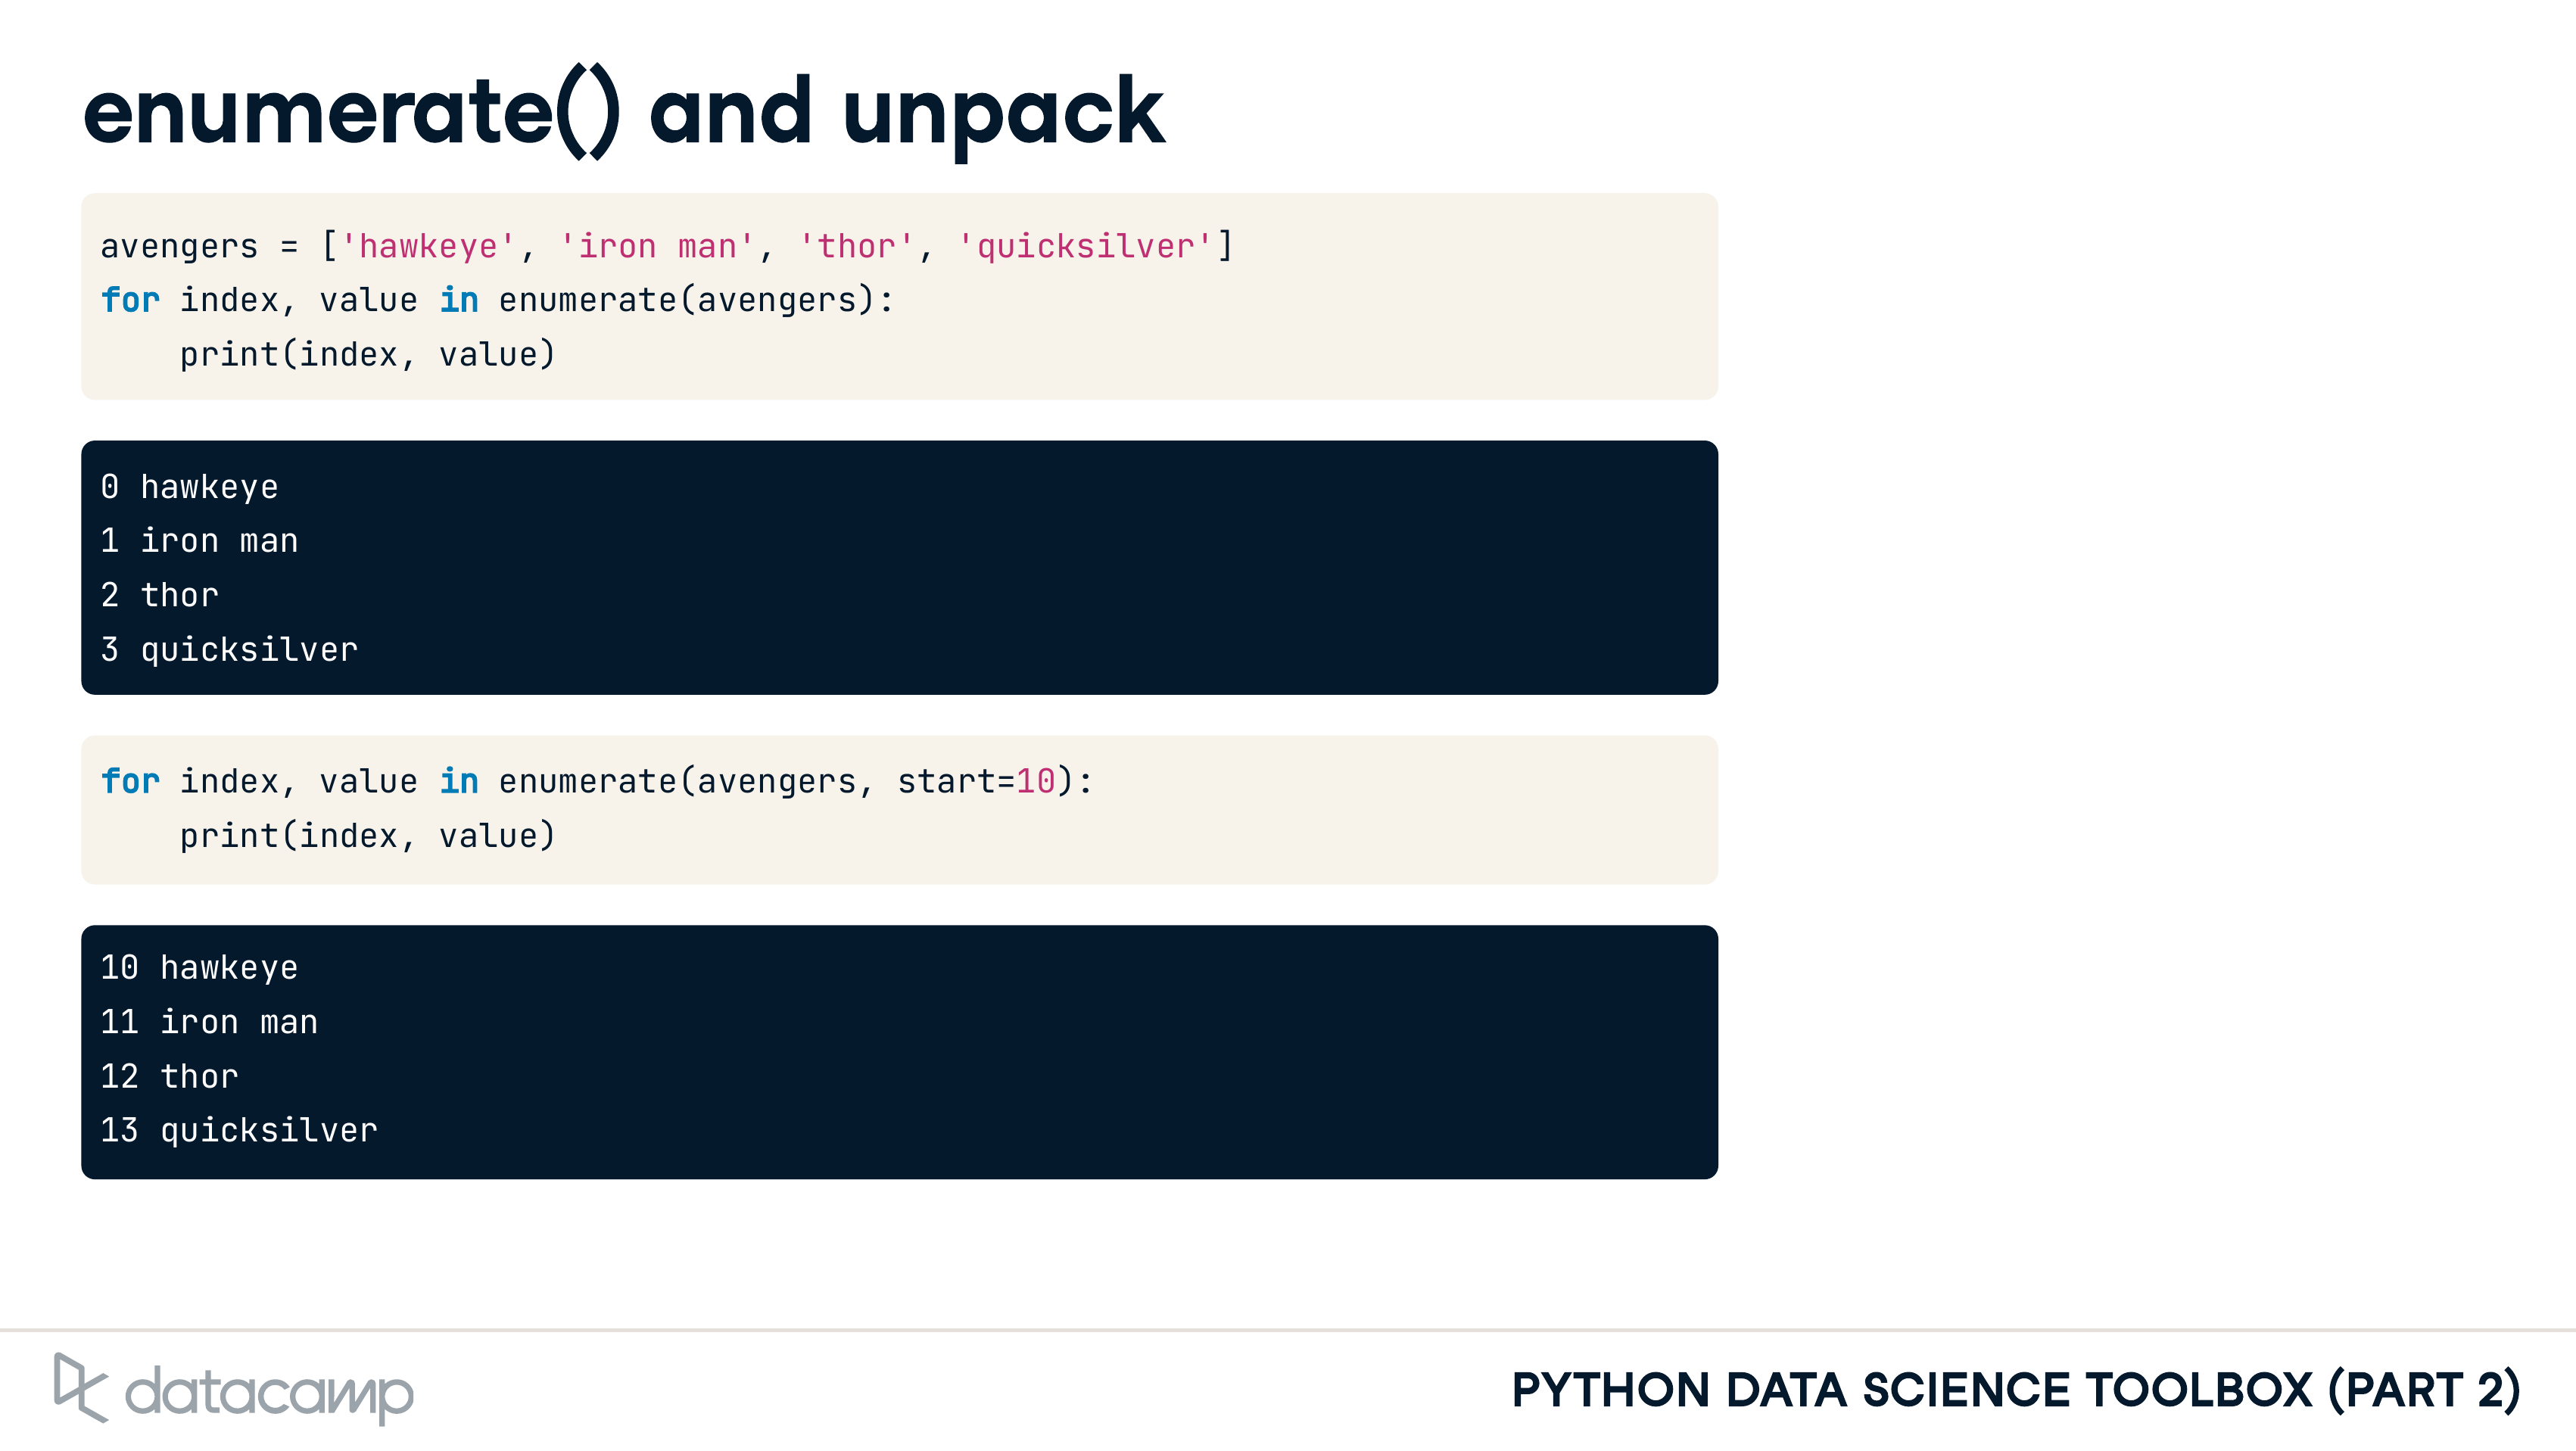 enumerate() and unpack
avengers = ['hawkeye', 'iron man', 'thor', 'quicksilver']
for index, value in enumerate(avengers):
    print(index, value)
0 hawkeye
1 iron man
2 thor
3 quicksilver
for index, value in enumerate(avengers, start=10):
    print(index, value)
10 hawkeye
11 iron man
12 thor
13 quicksilver
datacamp
PYTHON DATA SCIENCE TOOLBOX (PART 2)